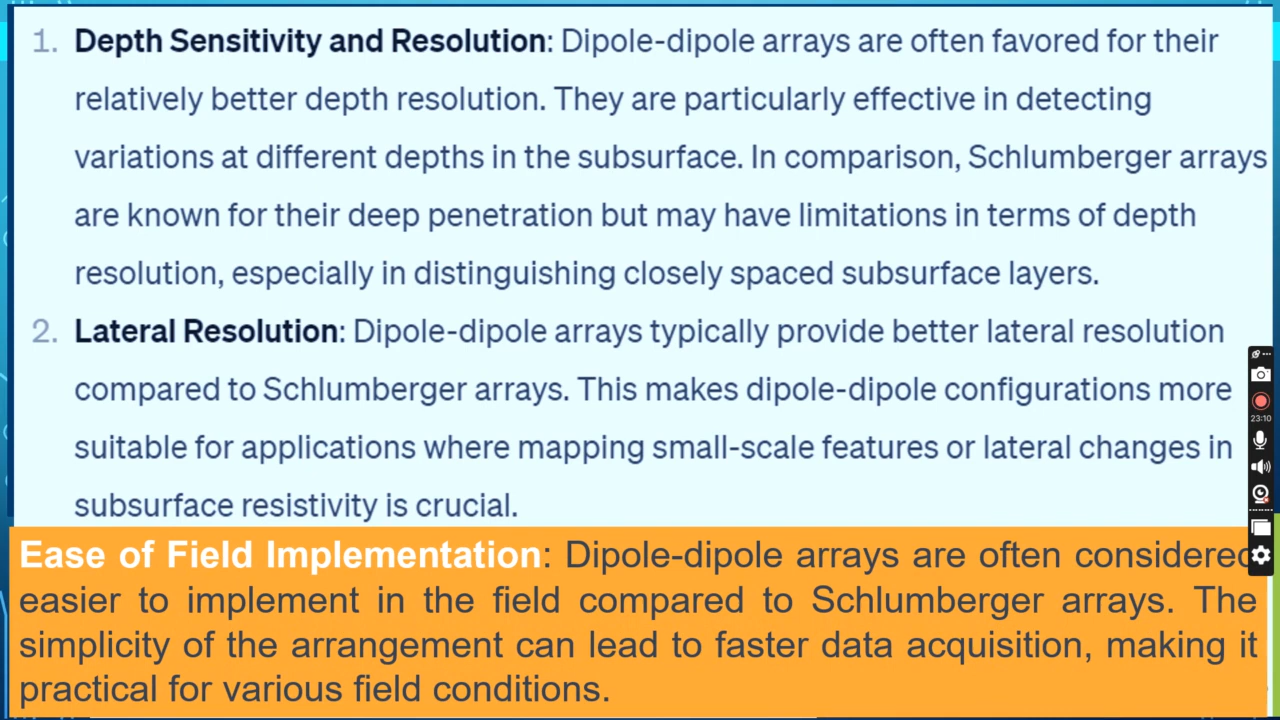 1. Depth Sensitivity and Resolution: Dipole-dipole arrays are often favored for their
relatively better depth resolution. They are particularly effective in detecting
variations at different depths in the subsurface. In comparison, Schlumberger arrays
are known for their deep penetration but may have limitations in terms of depth
resolution, especially in distinguishing closely spaced subsurface layers.
2. Lateral Resolution: Dipole-dipole arrays typically provide better lateral resolution
compared to Schlumberger arrays. This makes dipole-dipole configurations more
suitable for applications where mapping small-scale features or lateral changes in
subsurface resistivity is crucial.
23:10
Ease of Field Implementation: Dipole-dipole arrays are often considered
easier to implement in the field compared to Schlumberger arrays. The
simplicity of the arrangement can lead to faster data acquisition, making it
practical for various field conditions.